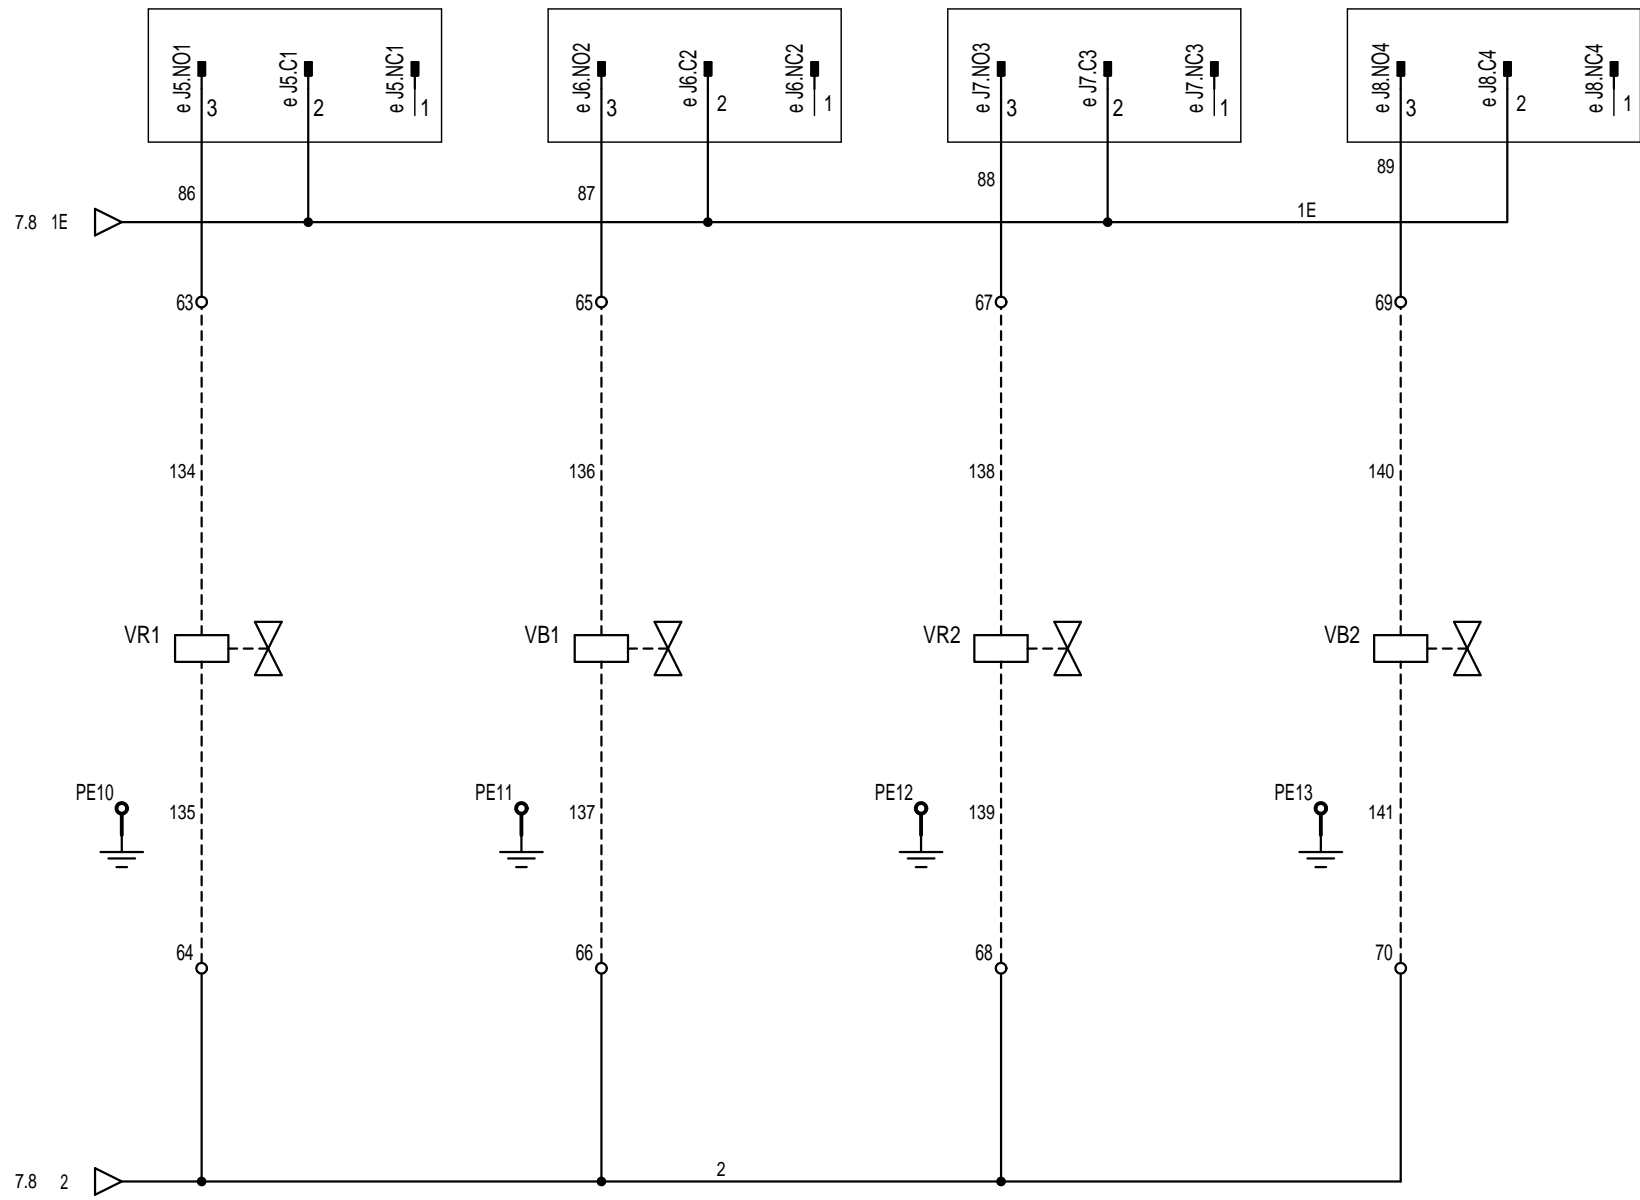 e J5.NO1 e J5.C1 e J5.NC1 e J6.NO2 e J6.C2 e J6.NC2 e J7.NO3 e J7.C3 e J7.NC3 e J8.NO4 e J8.C4 e J8.NC4
3 2 1 3 2 1 3 2 1 3 2 1
86 87 88 89
7.8 1E 1E
63 65 67 69
134 136 138 140
VR1 VB1 VR2 VB2
PE10 PE11 PE12 PE13
135 137 139 141
64 66 68 70
7.8 2 2